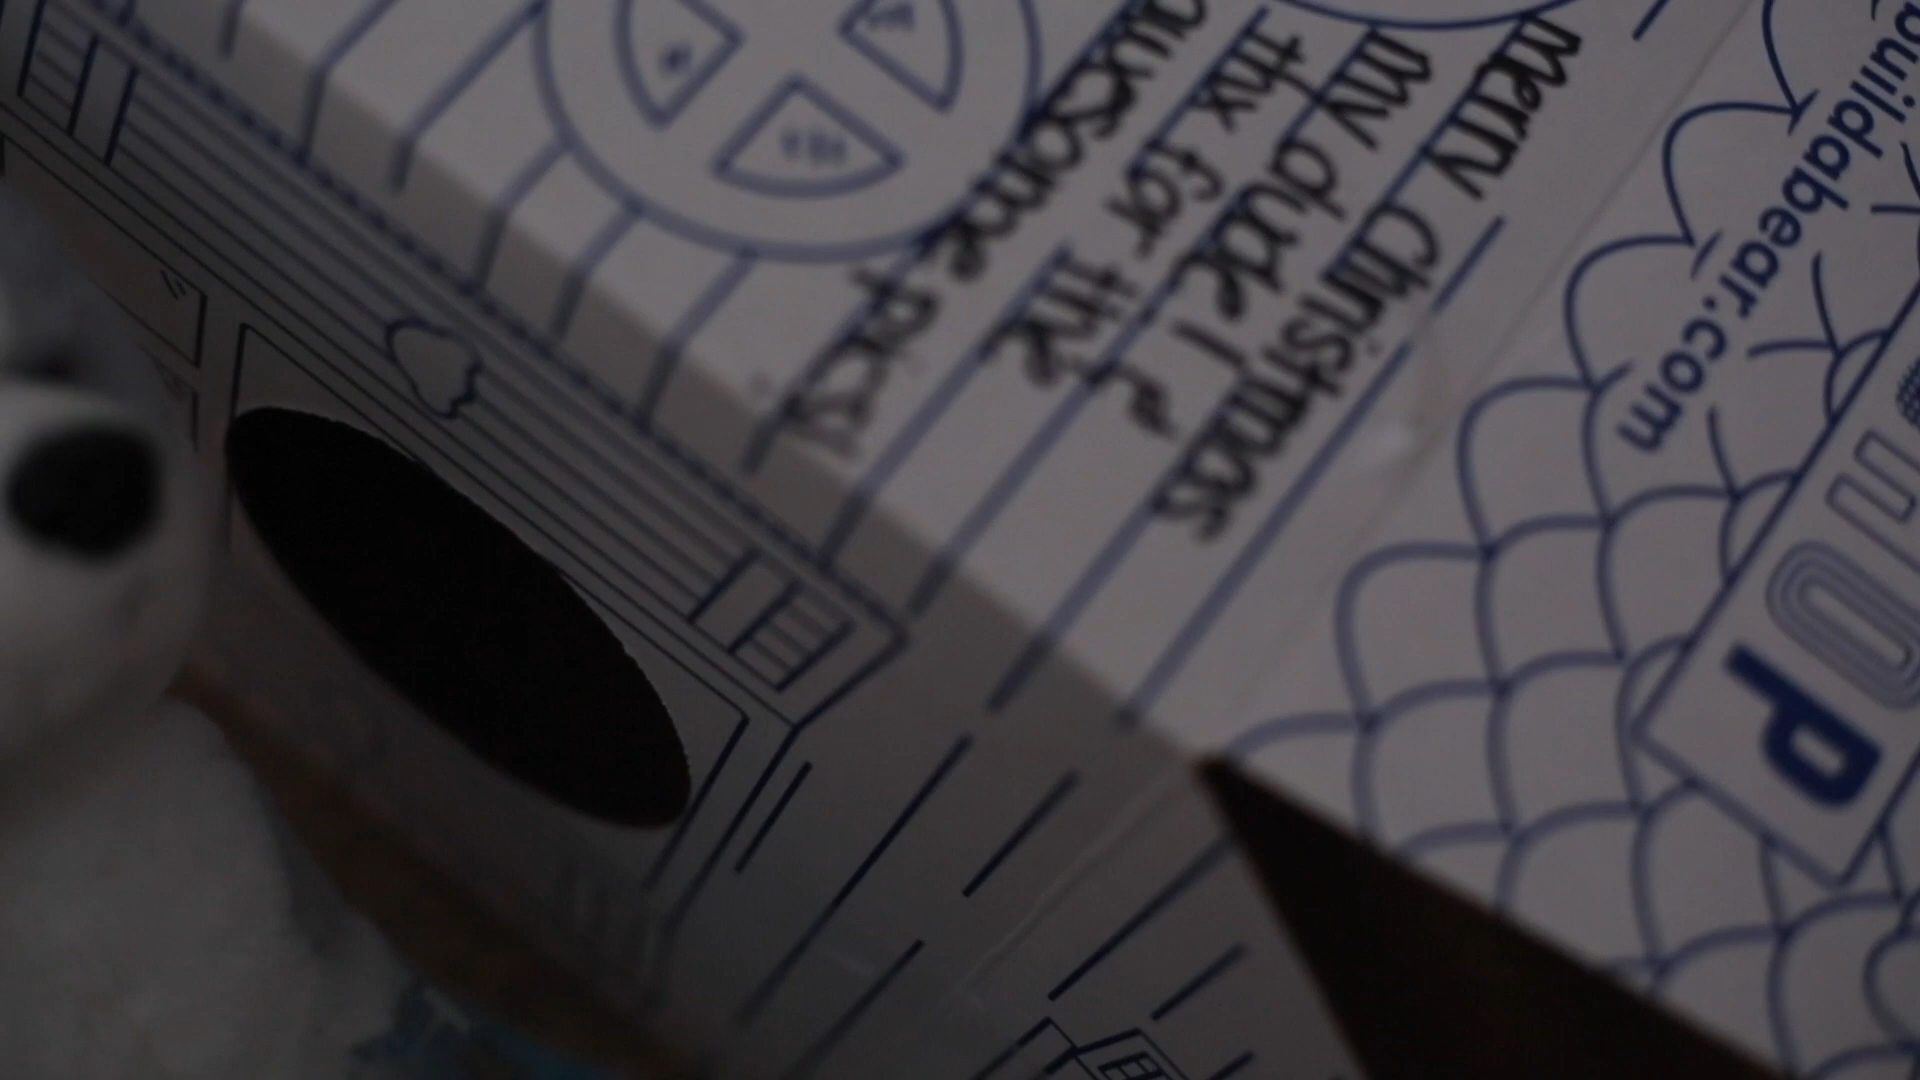 merry christmas
my dude! &
thx for the
awesome pics!
buildabear.com